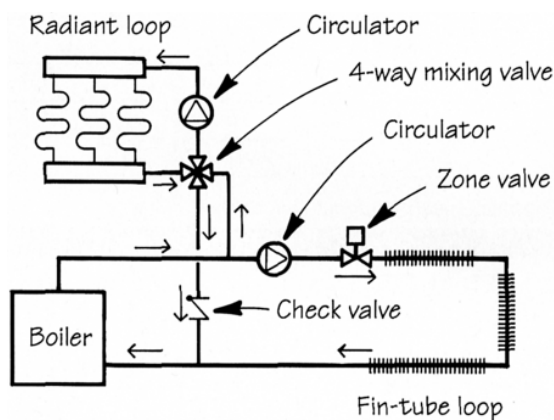 Radiant loop
Circulator
4-way mixing valve
Circulator
Zone valve
Check valve
Boiler
Fin-tube loop